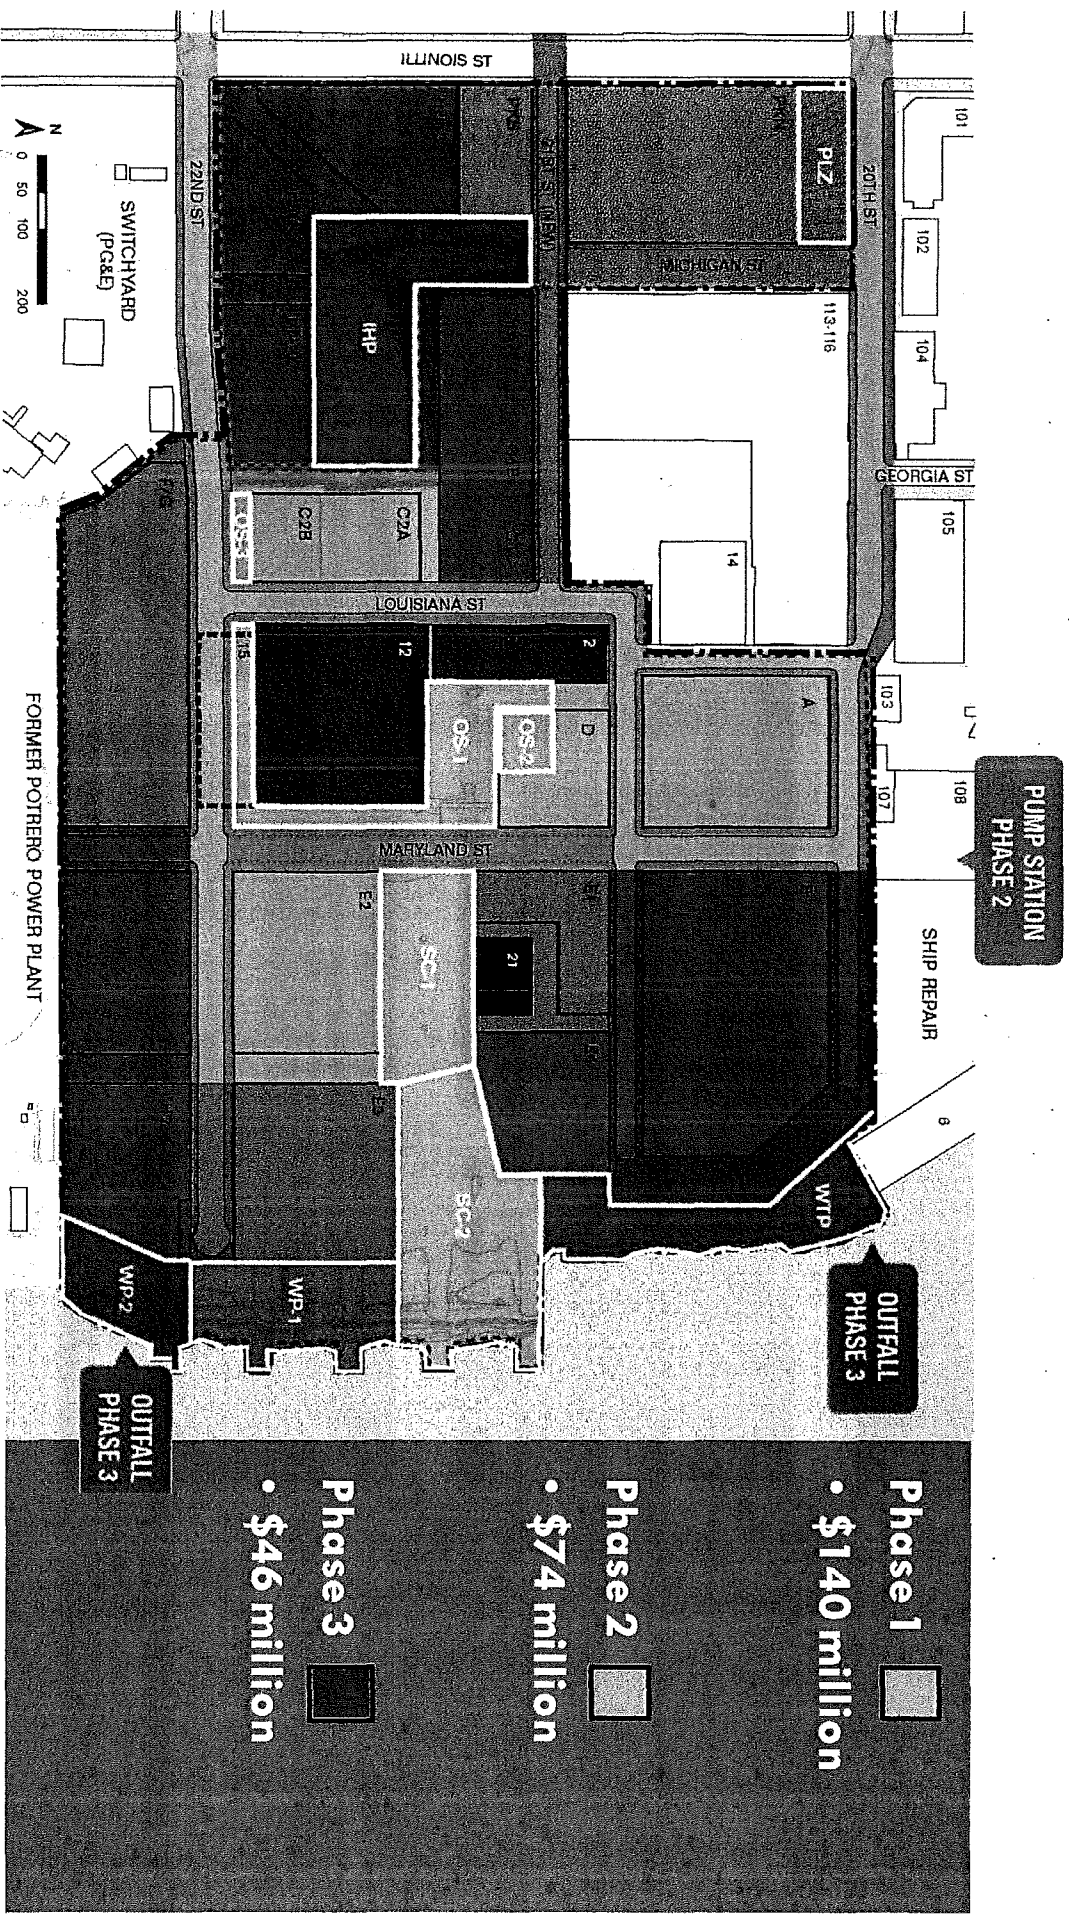 PUMP STATION
PHASE 2
101
102
104
105
103
107
108
SHIP REPAIR
6
20TH ST
GEORGIA ST
ILLINOIS ST
PLZ
MICHIGAN ST
113-116
14
A
WTP
OUTFALL
PHASE 3
IHP
C2A
C2B
LOUISIANA ST
2
12
15
D
OS-1
OS-2
MARYLAND ST
21
E2
E3
SC-1
SC-2
WP-1
WP-2
OUTFALL
PHASE 3
22ND ST
SWITCHYARD
(PG&E)
FORMER POTRERO POWER PLANT
N
0 50 100 200
Phase 1
• $140 million
Phase 2
• $74 million
Phase 3
• $46 million